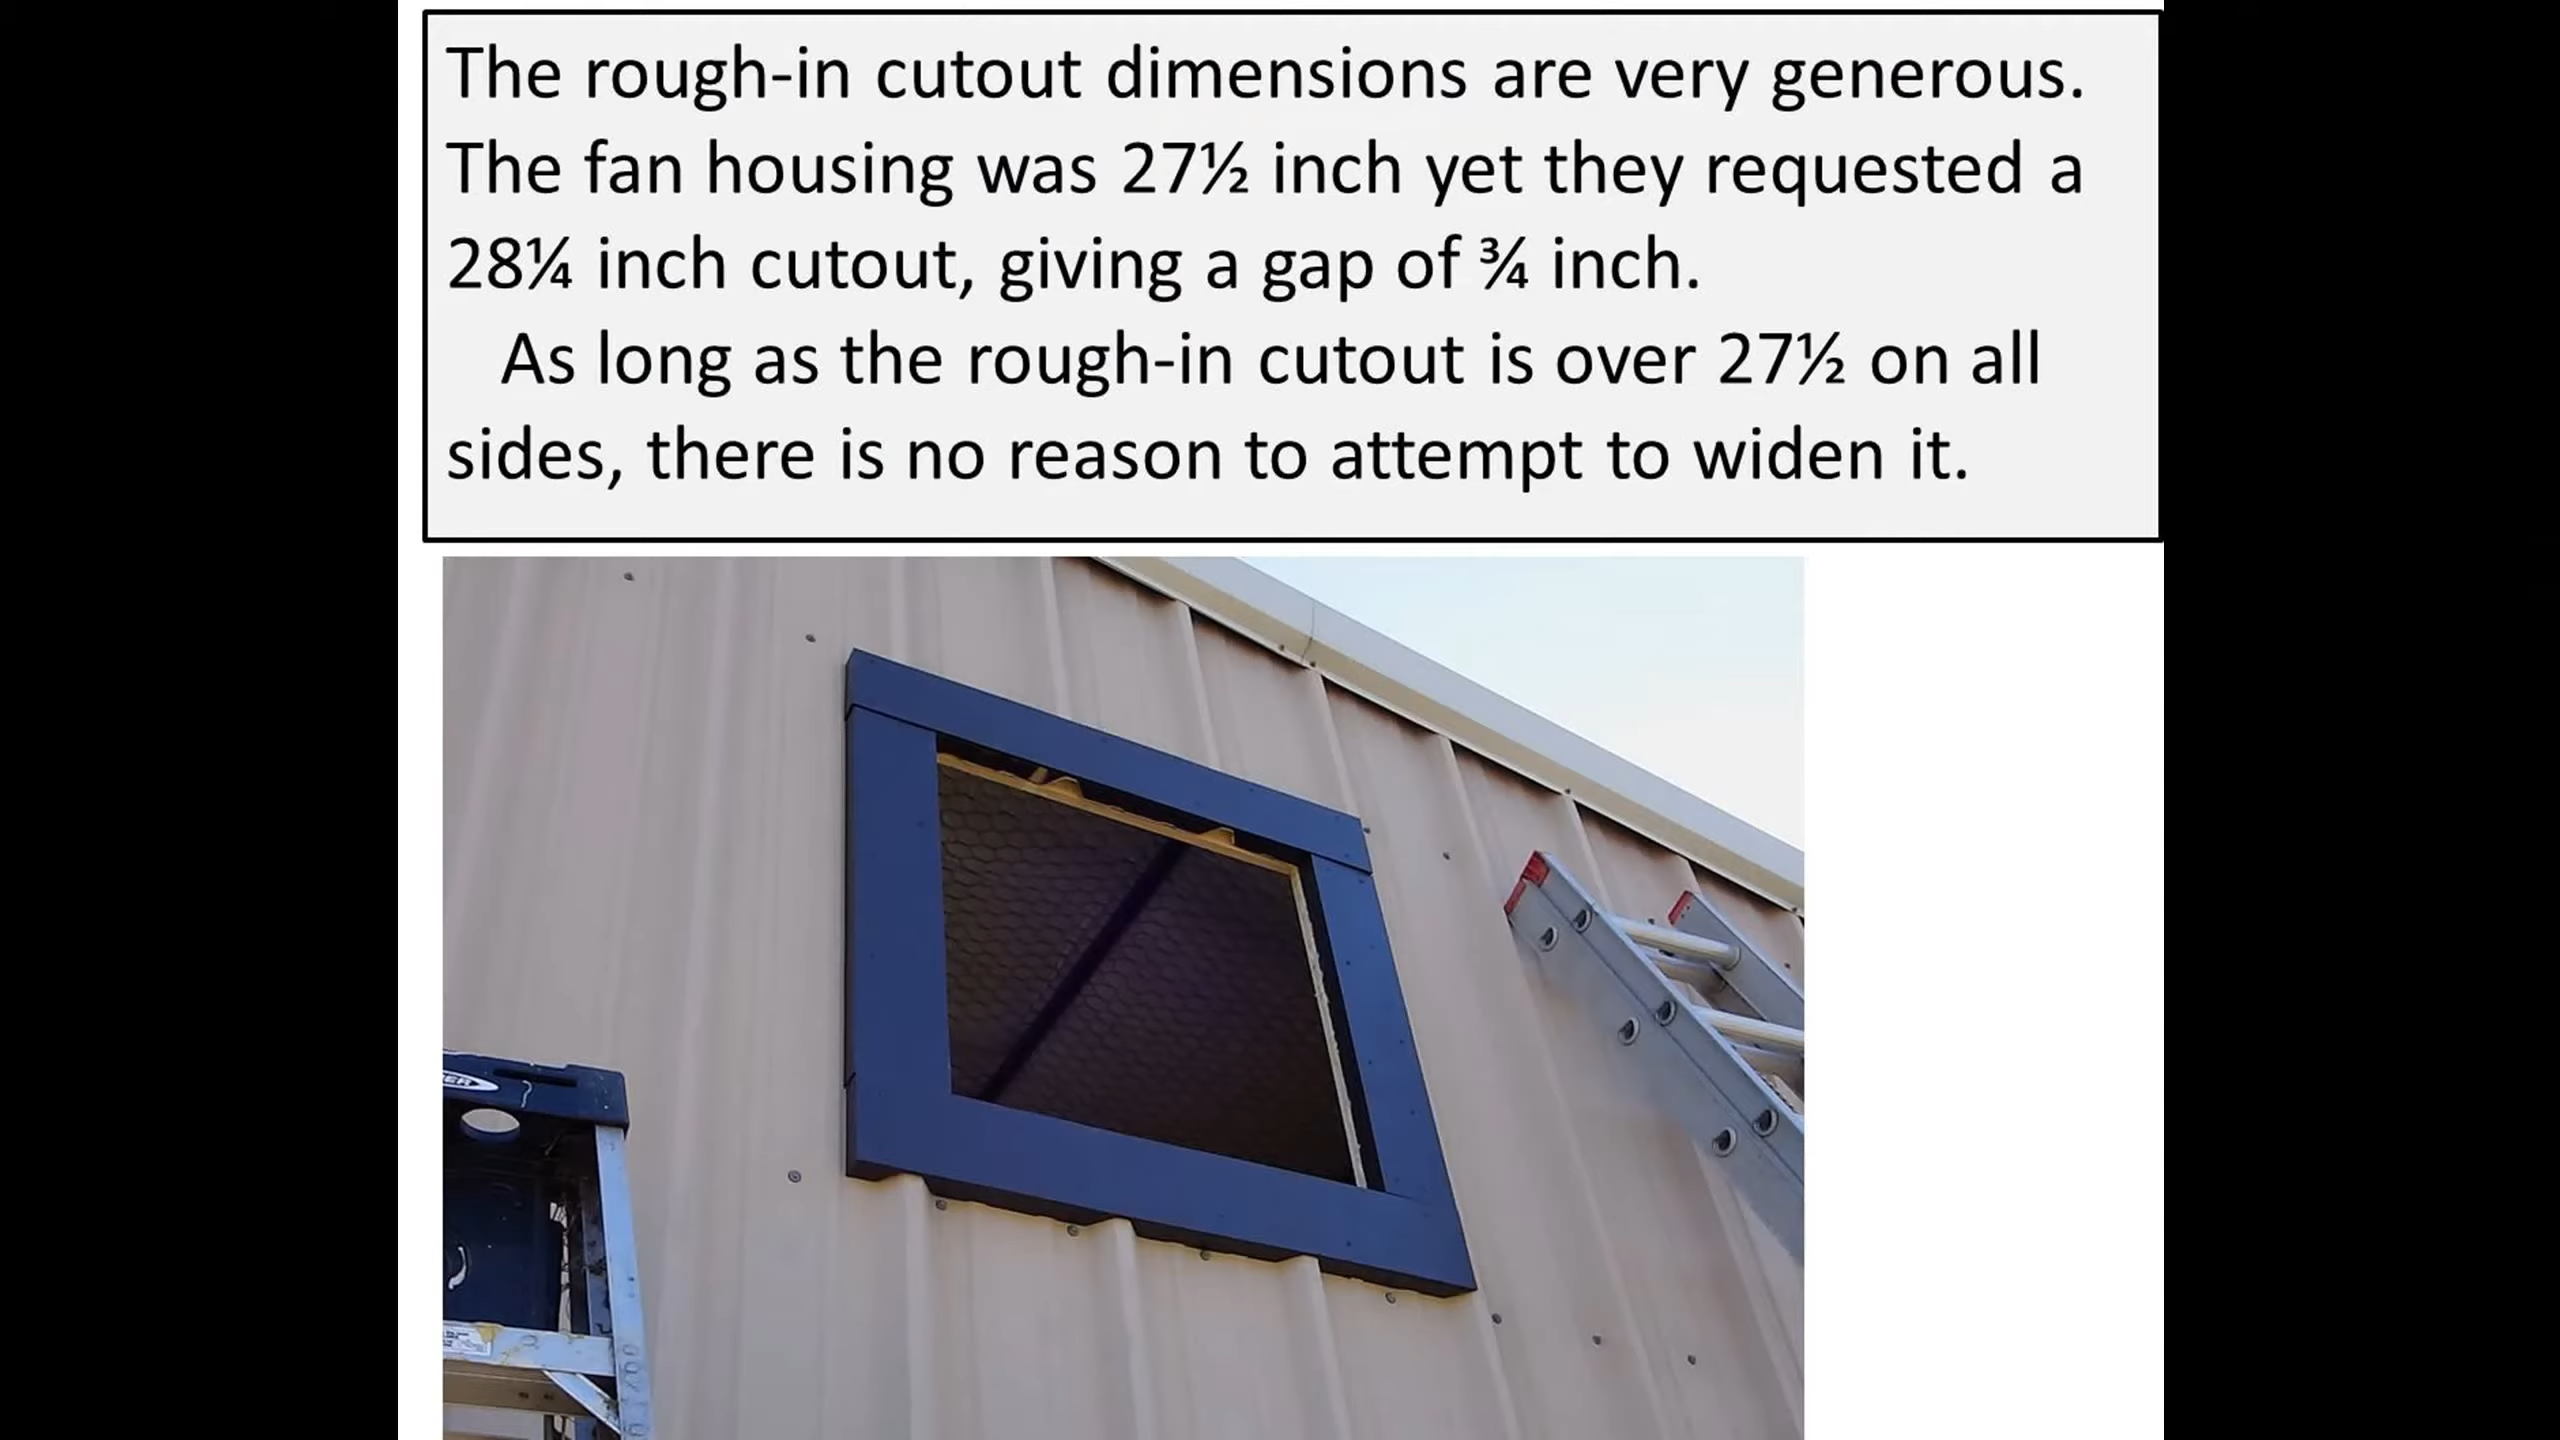 The rough-in cutout dimensions are very generous.
The fan housing was 27½ inch yet they requested a
28¼ inch cutout, giving a gap of ¾ inch.
As long as the rough-in cutout is over 27½ on all
sides, there is no reason to attempt to widen it.